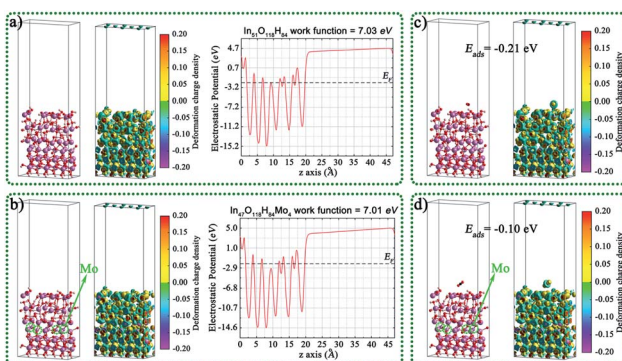 a)
0.20
0.15
0.10
0.05
0.00
-0.05
-0.10
-0.15
-0.20
Deformation charge density
In51O118H84 work function = 7.03 eV
4.7
0.7
-3.2
-7.2
-11.2
-15.2
EF
Electrostatic Potential (eV)
0 5 10 15 20 25 30 35 40 45
z axis (Å)
c)
Eads= -0.21 eV
0.20
0.15
0.10
0.05
0.00
-0.05
-0.10
-0.15
-0.20
Deformation charge density
b)
Mo
0.20
0.15
0.10
0.05
0.00
-0.05
-0.10
-0.15
-0.20
Deformation charge density
In47O118H84Mo4 work function = 7.01 eV
5.0
1.0
-2.9
-6.8
-10.7
-14.6
EF
Electrostatic Potential (eV)
0 5 10 15 20 25 30 35 40 45
z axis (Å)
d)
Eads= -0.10 eV
Mo
0.20
0.15
0.10
0.05
0.00
-0.05
-0.10
-0.15
-0.20
Deformation charge density